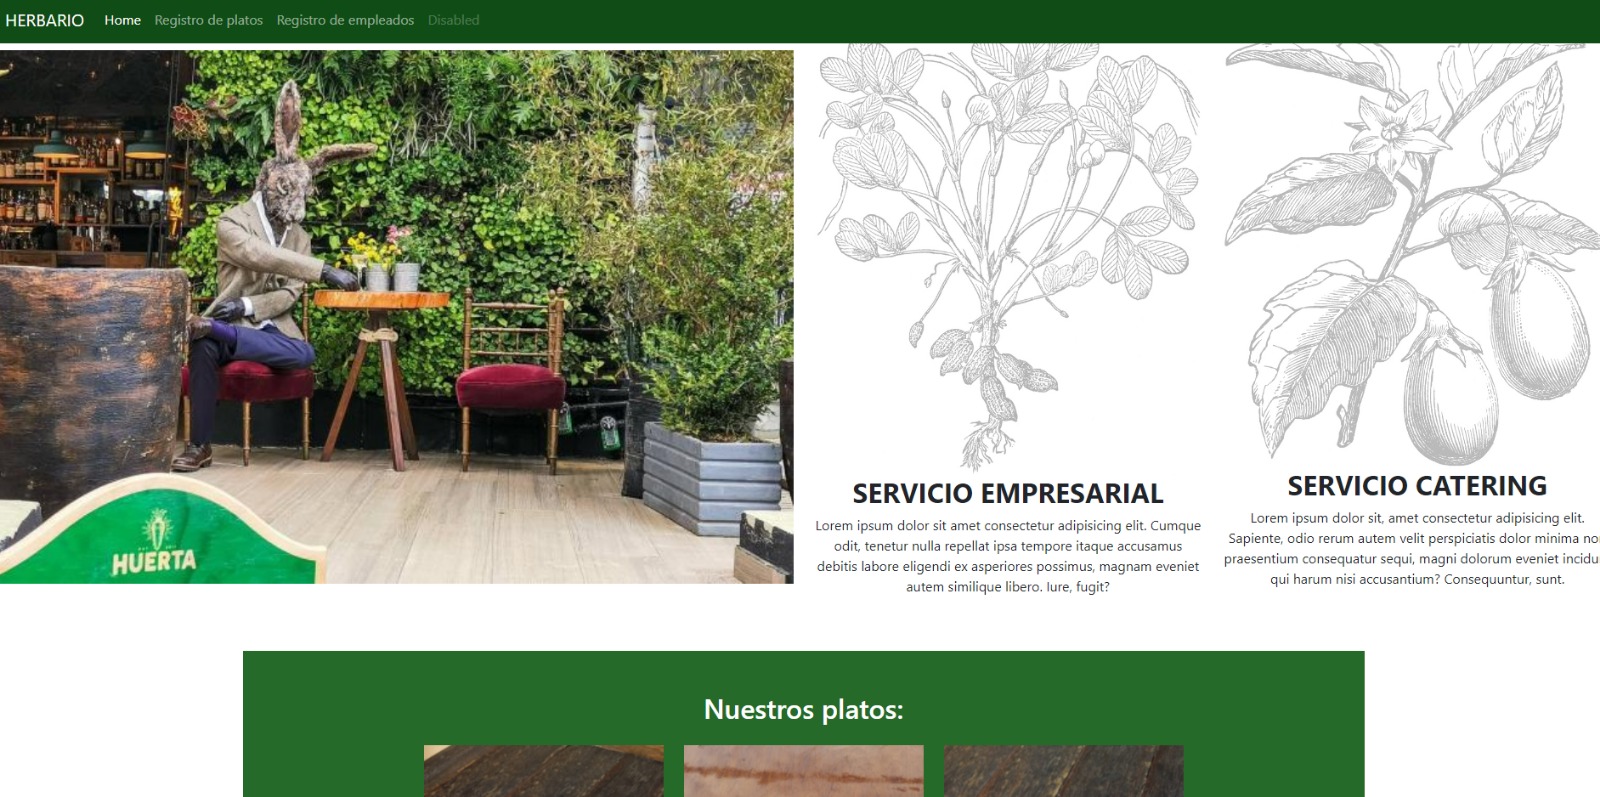 HERBARIO Home Registro de platos Registro de empleados Disabled
HUERTA
SERVICIO EMPRESARIAL
Lorem ipsum dolor sit amet consectetur adipisicing elit. Cumque
odit, tenetur nulla repellat ipsa tempore itaque accusamus
debitis labore eligendi ex asperiores possimus, magnam eveniet
autem similique libero. Iure, fugit?
SERVICIO CATERING
Lorem ipsum dolor sit, amet consectetur adipisicing elit.
Sapiente, odio rerum autem velit perspiciatis dolor minima
praesentium consequatur sequi, magni dolorum eveniet
qui harum nisi accusantium? Consequuntur, sunt.
Nuestros platos: